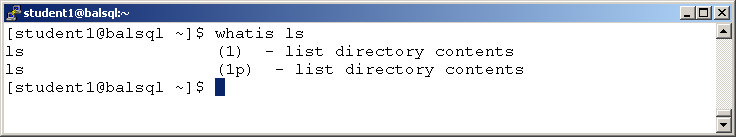 student1@balsql:~
[student1@balsql ~]$ whatis ls
ls                   (1)  - list directory contents
ls                   (1p)  - list directory contents
[student1@balsql ~]$